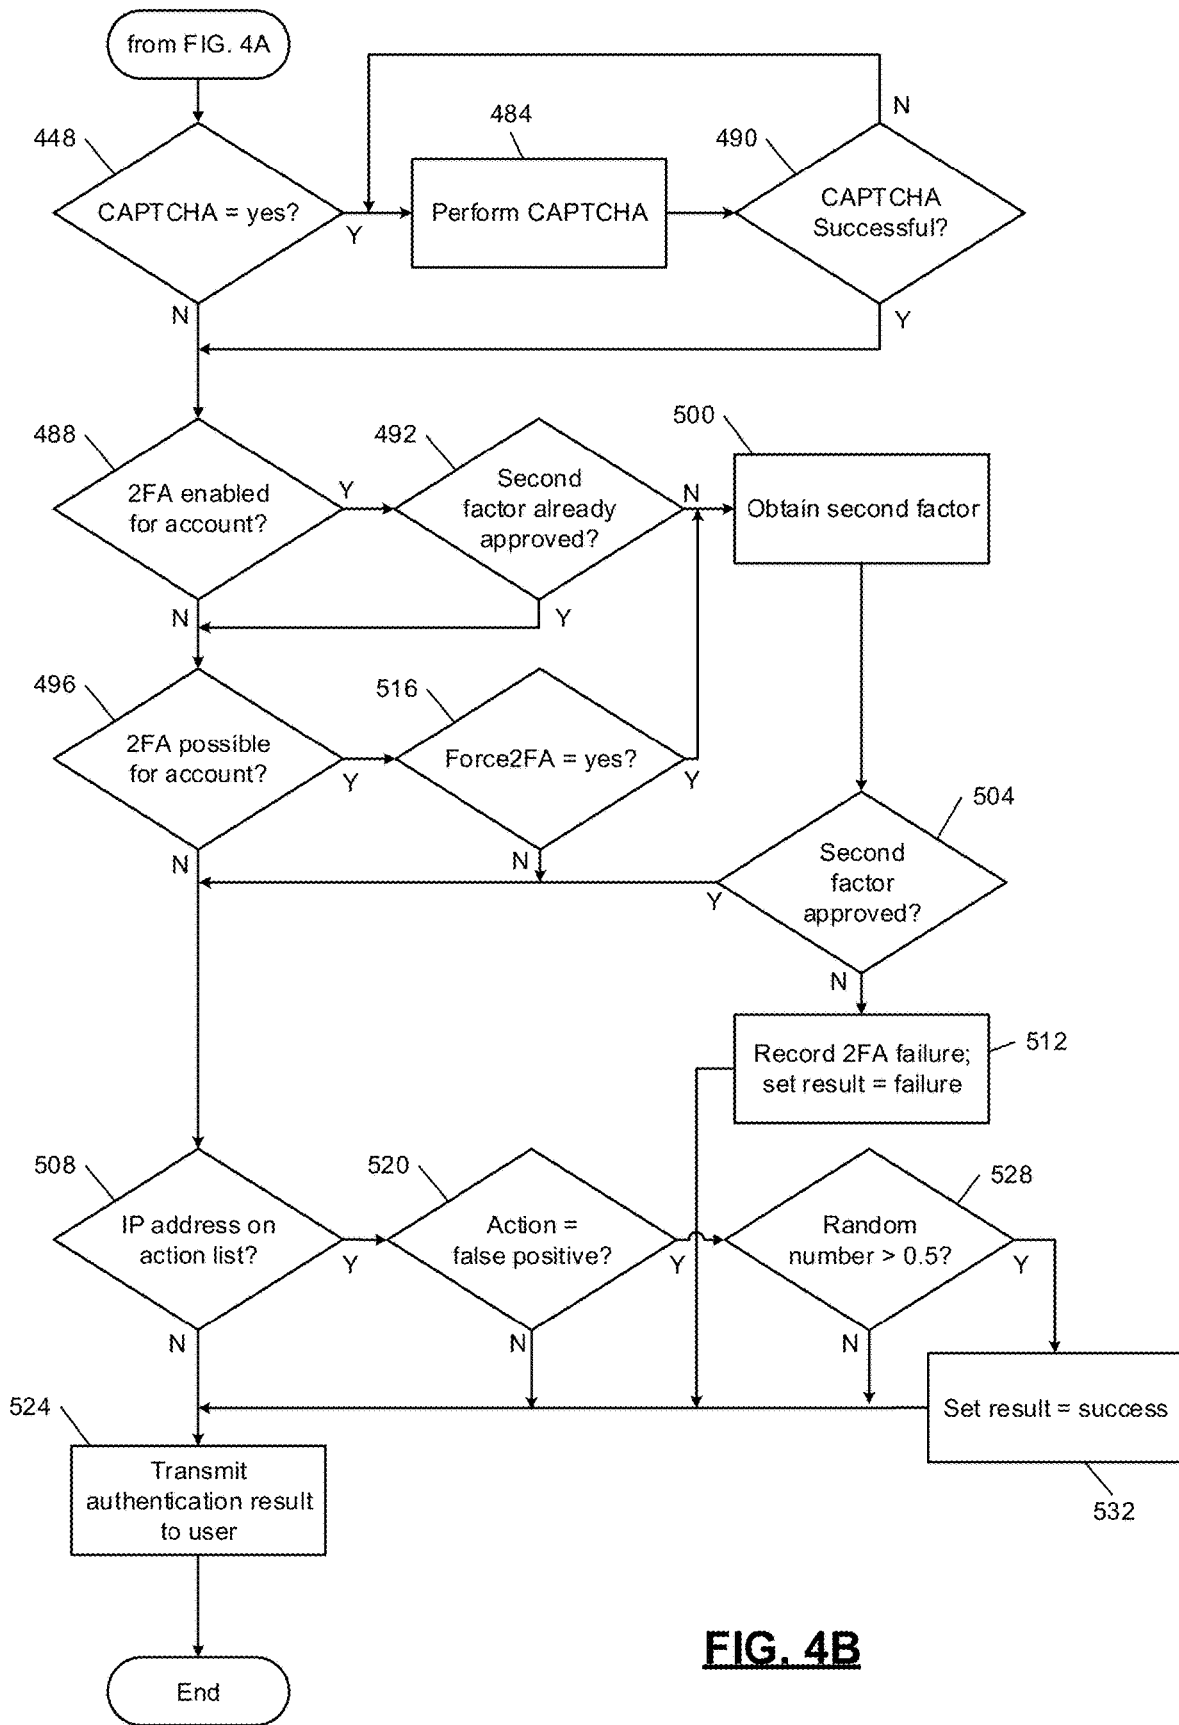 from FIG. 4A
448
CAPTCHA = yes?
Y
N
484
Perform CAPTCHA
490
CAPTCHA
Successful?
N
Y
488
2FA enabled
for account?
Y
N
492
Second
factor already
approved?
N
Y
500
Obtain second factor
496
2FA possible
for account?
Y
N
516
Force2FA = yes?
Y
N
504
Second
factor
approved?
Y
N
512
Record 2FA failure;
set result = failure
508
IP address on
action list?
Y
N
520
Action =
false positive?
Y
N
528
Random
number > 0.5?
Y
N
Set result = success
532
524
Transmit
authentication result
to user
End
FIG. 4B